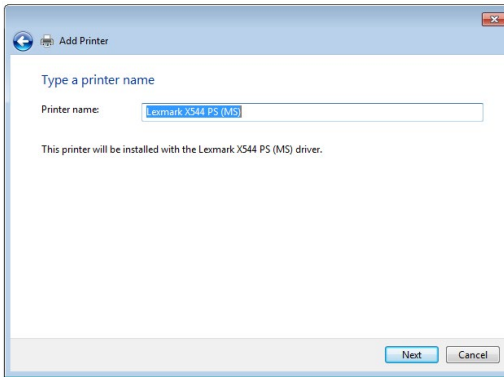 Add Printer
Type a printer name
Printer name: Lexmark X544 PS (MS)
This printer will be installed with the Lexmark X544 PS (MS) driver.
Next Cancel